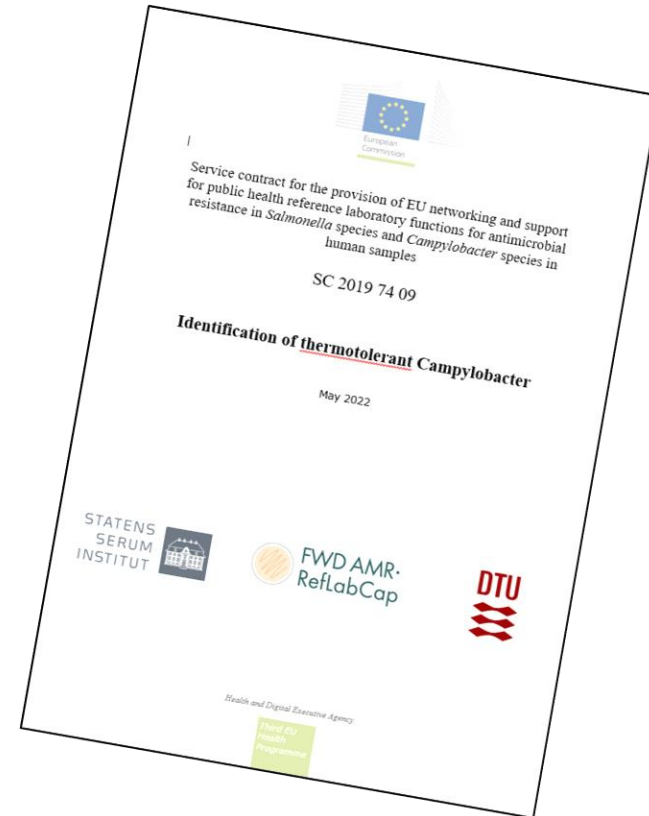 European
Commission
Service contract for the provision of EU networking and support
for public health reference laboratory functions for antimicrobial
resistance in Salmonella species and Campylobacter species in
human samples
SC 2019 74 09
Identification of thermotolerant Campylobacter
May 2022
STATENS
SERUM
INSTITUT
FWD AMR·
RefLabCap
DTU
Health and Digital Executive Agency
Third EU
Health
Programme